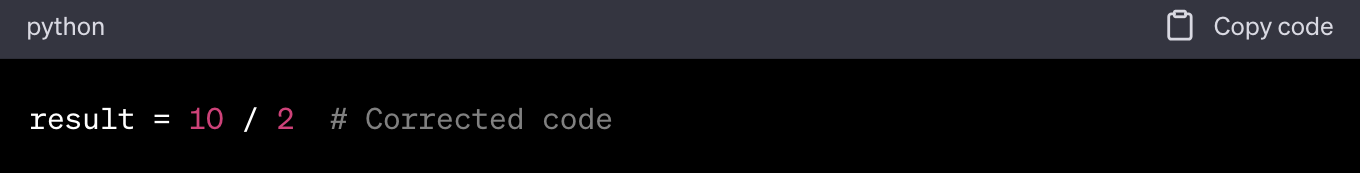 python Copy code
result = 10 / 2  # Corrected code